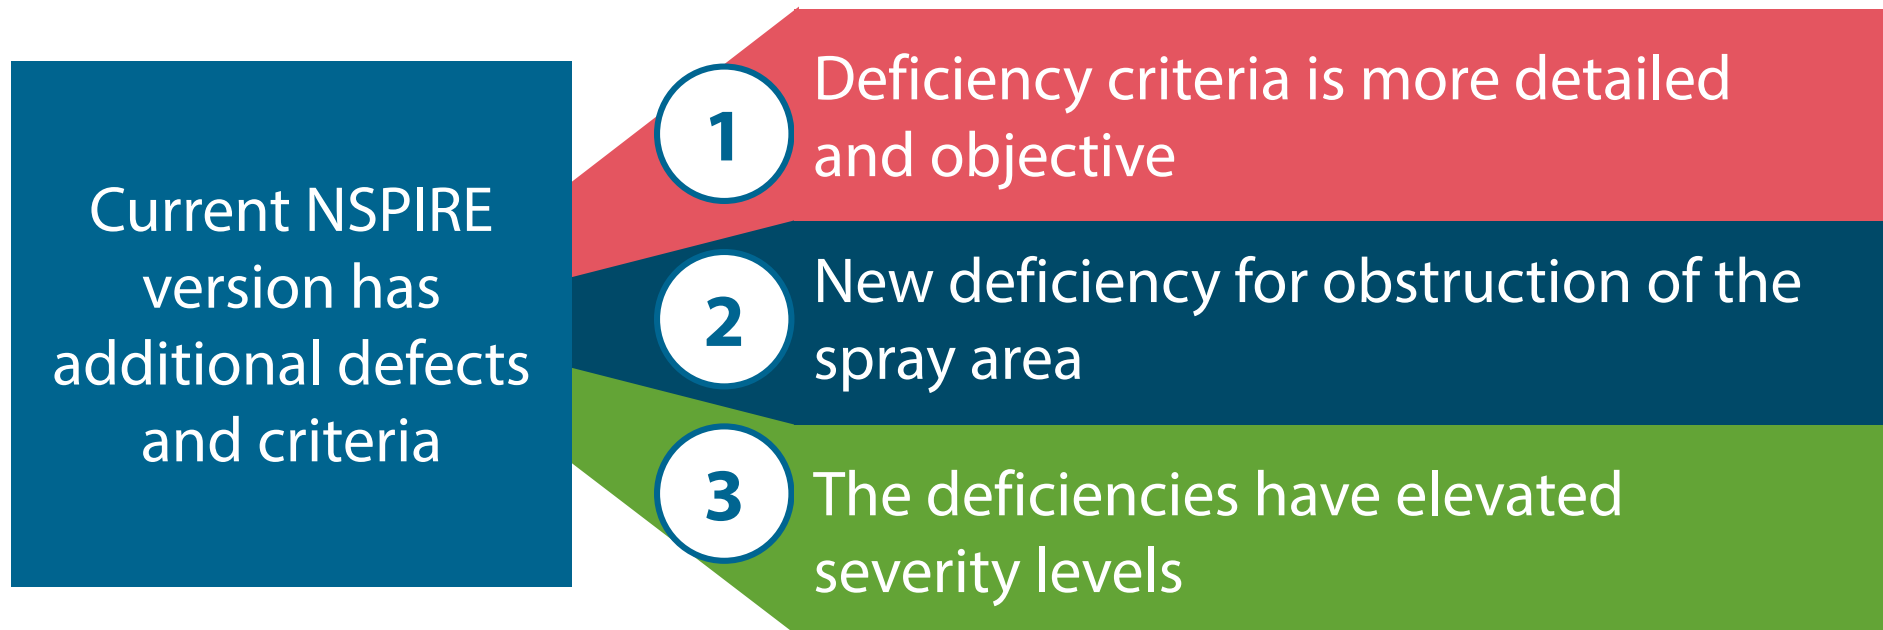 Current NSPIRE
version has
additional defects
and criteria
1
Deficiency criteria is more detailed
and objective
2
New deficiency for obstruction of the
spray area
3
The deficiencies have elevated
severity levels